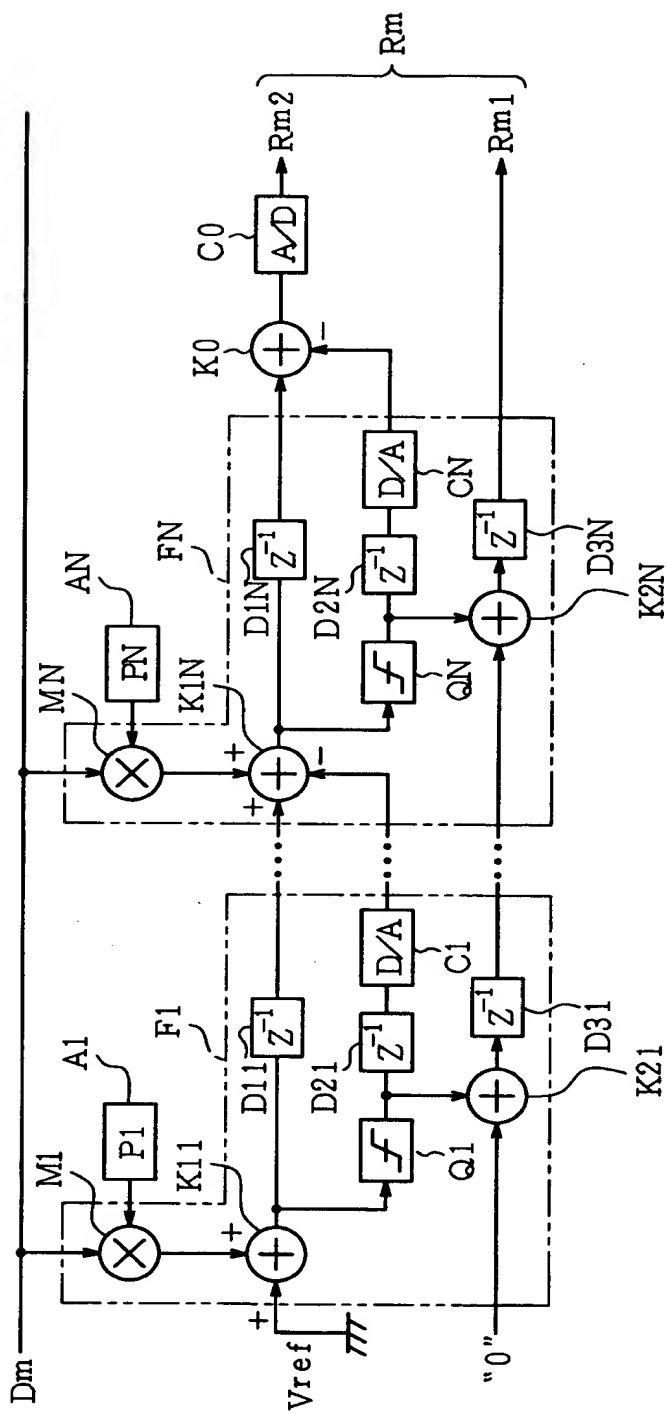 Dm
M1
A1
P1
MN
AN
PN
K11
F1
K1N
FN
K0
C0
A/D
Rm2
Vref
+
+
+
D11
Z⁻¹
+
+
+
−
D1N
Z⁻¹
+
−
Rm
Q1
D21
Z⁻¹
D/A
C1
QN
D2N
Z⁻¹
D/A
CN
"0"
+
K21
Z⁻¹
D31
+
K2N
Z⁻¹
D3N
Rm1